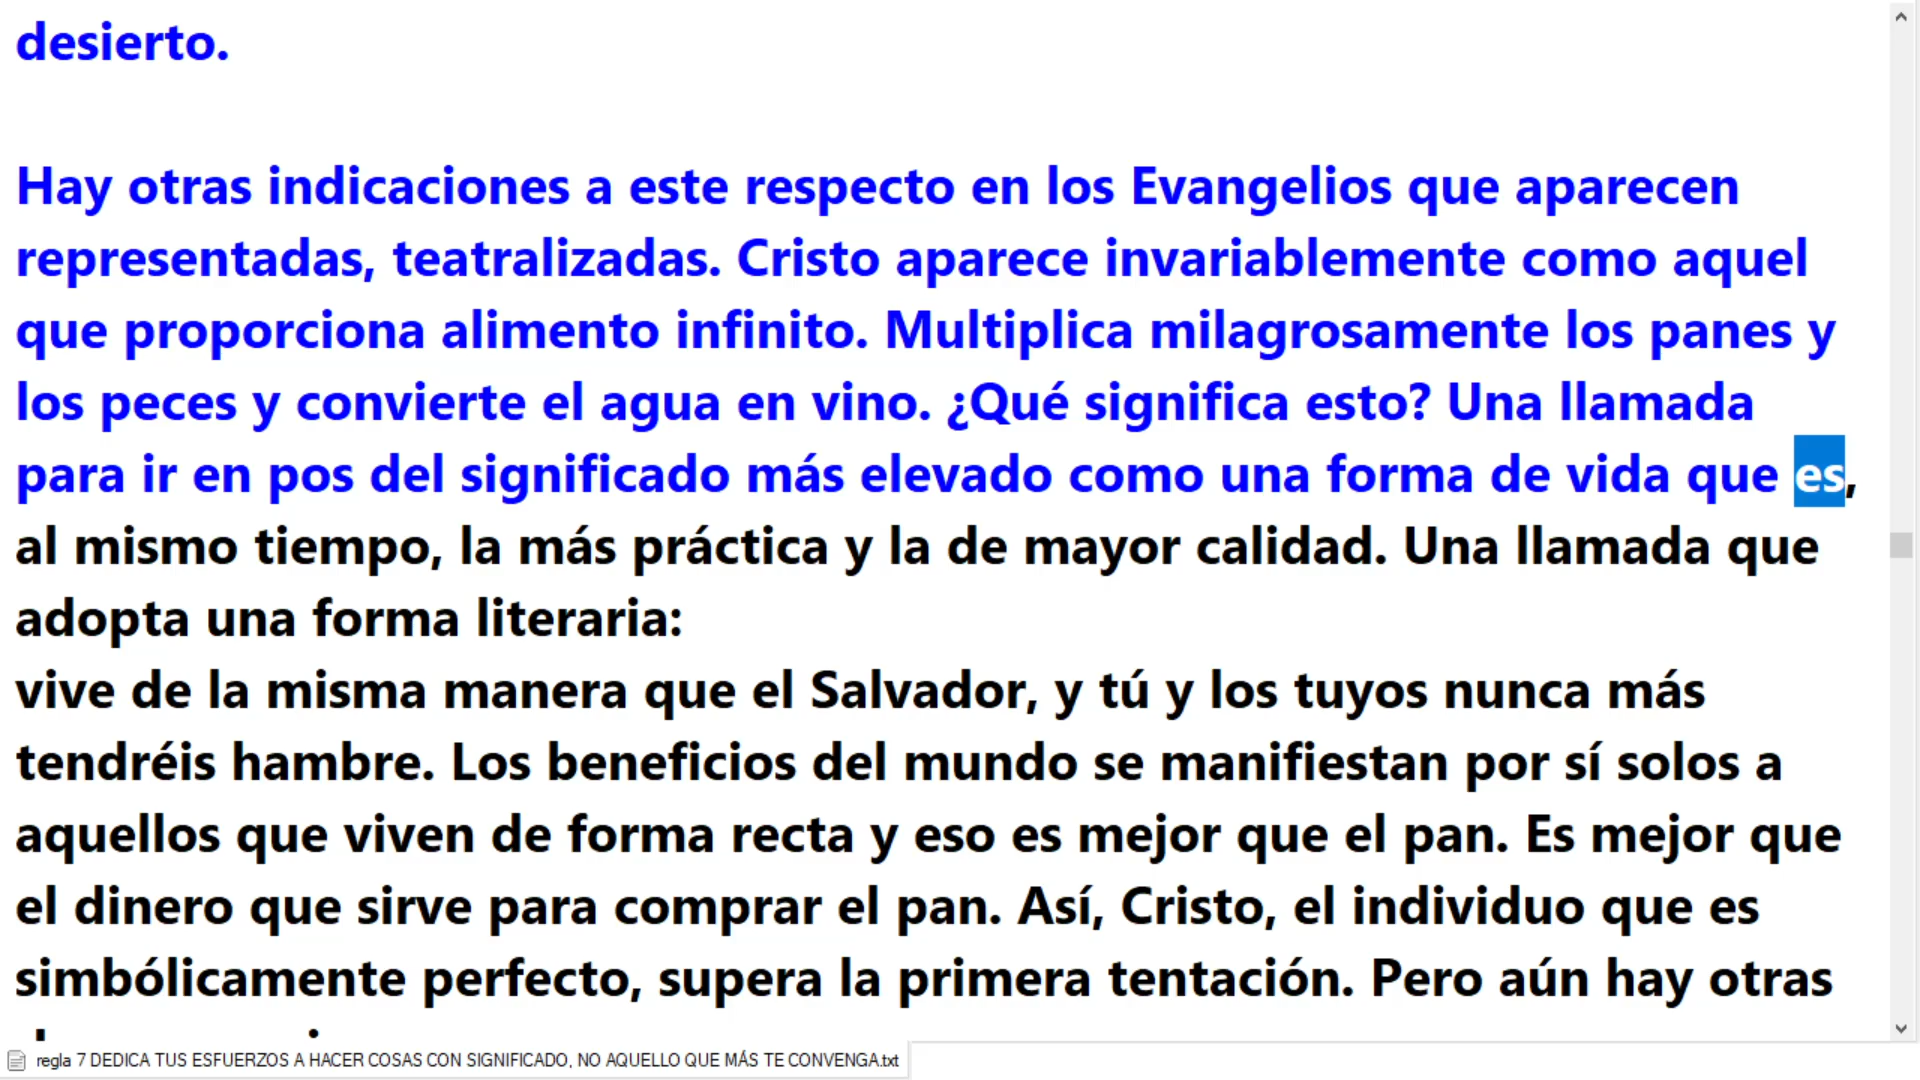 desierto.
Hay otras indicaciones a este respecto en los Evangelios que aparecen
representadas, teatralizadas. Cristo aparece invariablemente como aquel
que proporciona alimento infinito. Multiplica milagrosamente los panes y
los peces y convierte el agua en vino. ¿Qué significa esto? Una llamada
para ir en pos del significado más elevado como una forma de vida que es,
al mismo tiempo, la más práctica y la de mayor calidad. Una llamada que
adopta una forma literaria:
vive de la misma manera que el Salvador, y tú y los tuyos nunca más
tendréis hambre. Los beneficios del mundo se manifiestan por sí solos a
aquellos que viven de forma recta y eso es mejor que el pan. Es mejor que
el dinero que sirve para comprar el pan. Así, Cristo, el individuo que es
simbólicamente perfecto, supera la primera tentación. Pero aún hay otras
regla 7 DEDICA TUS ESFUERZOS A HACER COSAS CON SIGNIFICADO, NO AQUELLO QUE MÁS TE CONVENGA.txt